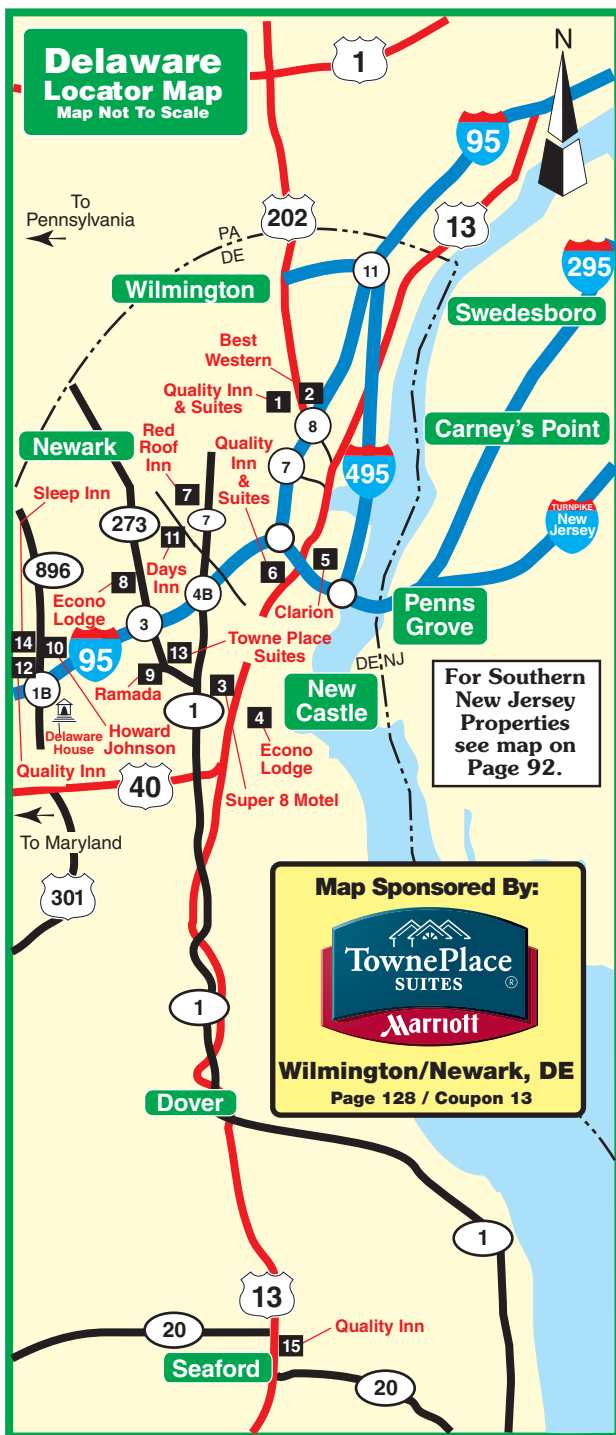 Delaware
Locator Map
Map Not To Scale
1
N
95
To
Pennsylvania
202
13
PA
DE
295
11
Wilmington
Swedesboro
Best
Western
Quality Inn
& Suites
1
2
8
Carney's Point
Newark
Red
Roof
Inn
Quality
Inn
&
Suites
7
495
Sleep Inn
7
TURNPIKE
New
Jersey
273
7
11
Days
Inn
896
8
Econo
Lodge
4B
6
5
Clarion
Penns
Grove
3
14
10
95
13
Towne Place
Suites
12
9
Ramada
DE
NJ
1B
Delaware
House
Howard
Johnson
1
3
4
Econo
Lodge
New
Castle
For Southern
New Jersey
Properties
see map on
Page 92.
Quality Inn
40
Super 8 Motel
To Maryland
301
Map Sponsored By:
TownePlace
SUITES
®
Marriott
Wilmington/Newark, DE
Page 128 / Coupon 13
1
Dover
1
13
20
15
Quality Inn
Seaford
20